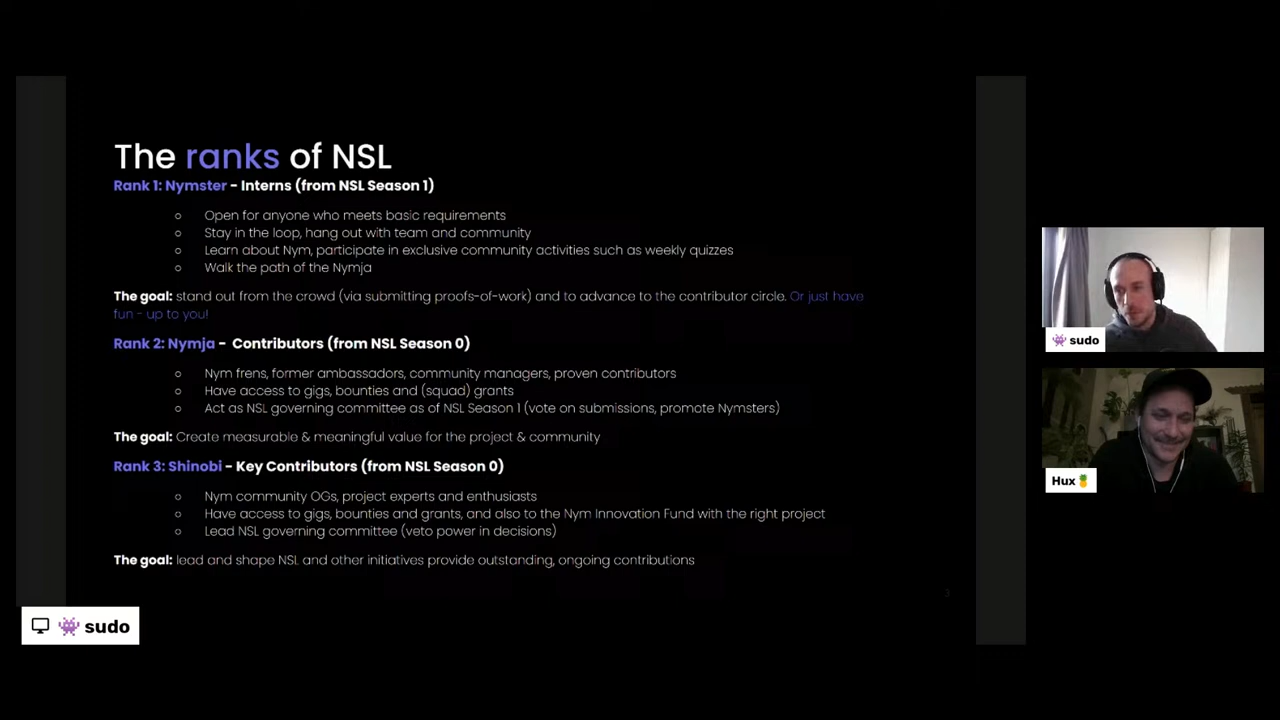 The ranks of NSL
Rank 1: Nymster - Interns (from NSL Season 1)
○ Open for anyone who meets basic requirements
○ Stay in the loop, hang out with team and community
○ Learn about Nym, participate in exclusive community activities such as weekly quizzes
○ Walk the path of the Nymja
The goal: stand out from the crowd (via submitting proofs-of-work) and to advance to the contributor circle. Or just have
fun - up to you!
Rank 2: Nymja - Contributors (from NSL Season 0)
○ Nym frens, former ambassadors, community managers, proven contributors
○ Have access to gigs, bounties and (squad) grants
○ Act as NSL governing committee as of NSL Season 1 (vote on submissions, promote Nymsters)
The goal: Create measurable & meaningful value for the project & community
Rank 3: Shinobi - Key Contributors (from NSL Season 0)
○ Nym community OGs, project experts and enthusiasts
○ Have access to gigs, bounties and grants, and also to the Nym Innovation Fund with the right project
○ Lead NSL governing committee (veto power in decisions)
The goal: lead and shape NSL and other initiatives provide outstanding, ongoing contributions
3
👾 sudo
👾 sudo
Hux🍍